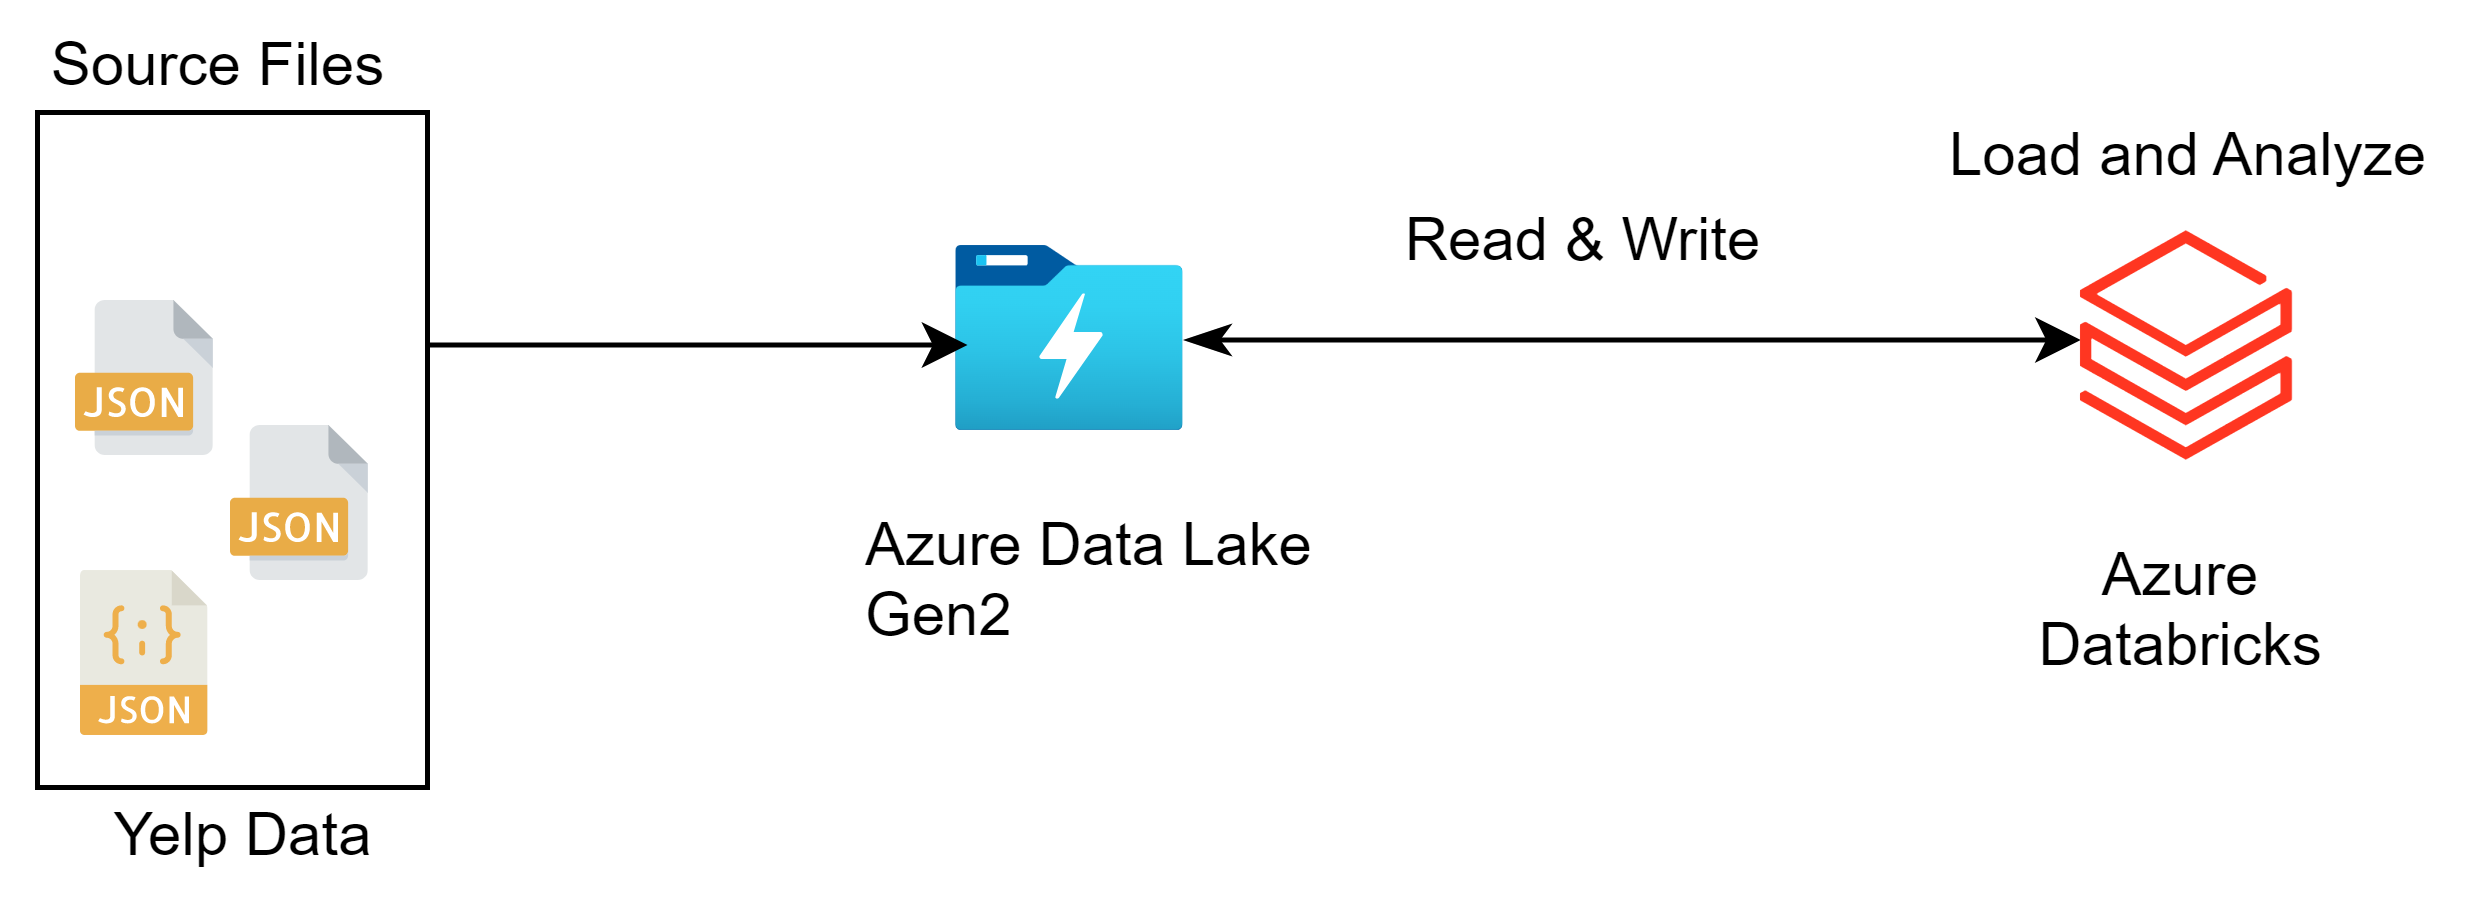 Source Files
JSON
JSON
{;}
JSON
Yelp Data
Azure Data Lake
Gen2
Read & Write
Load and Analyze
Azure
Databricks